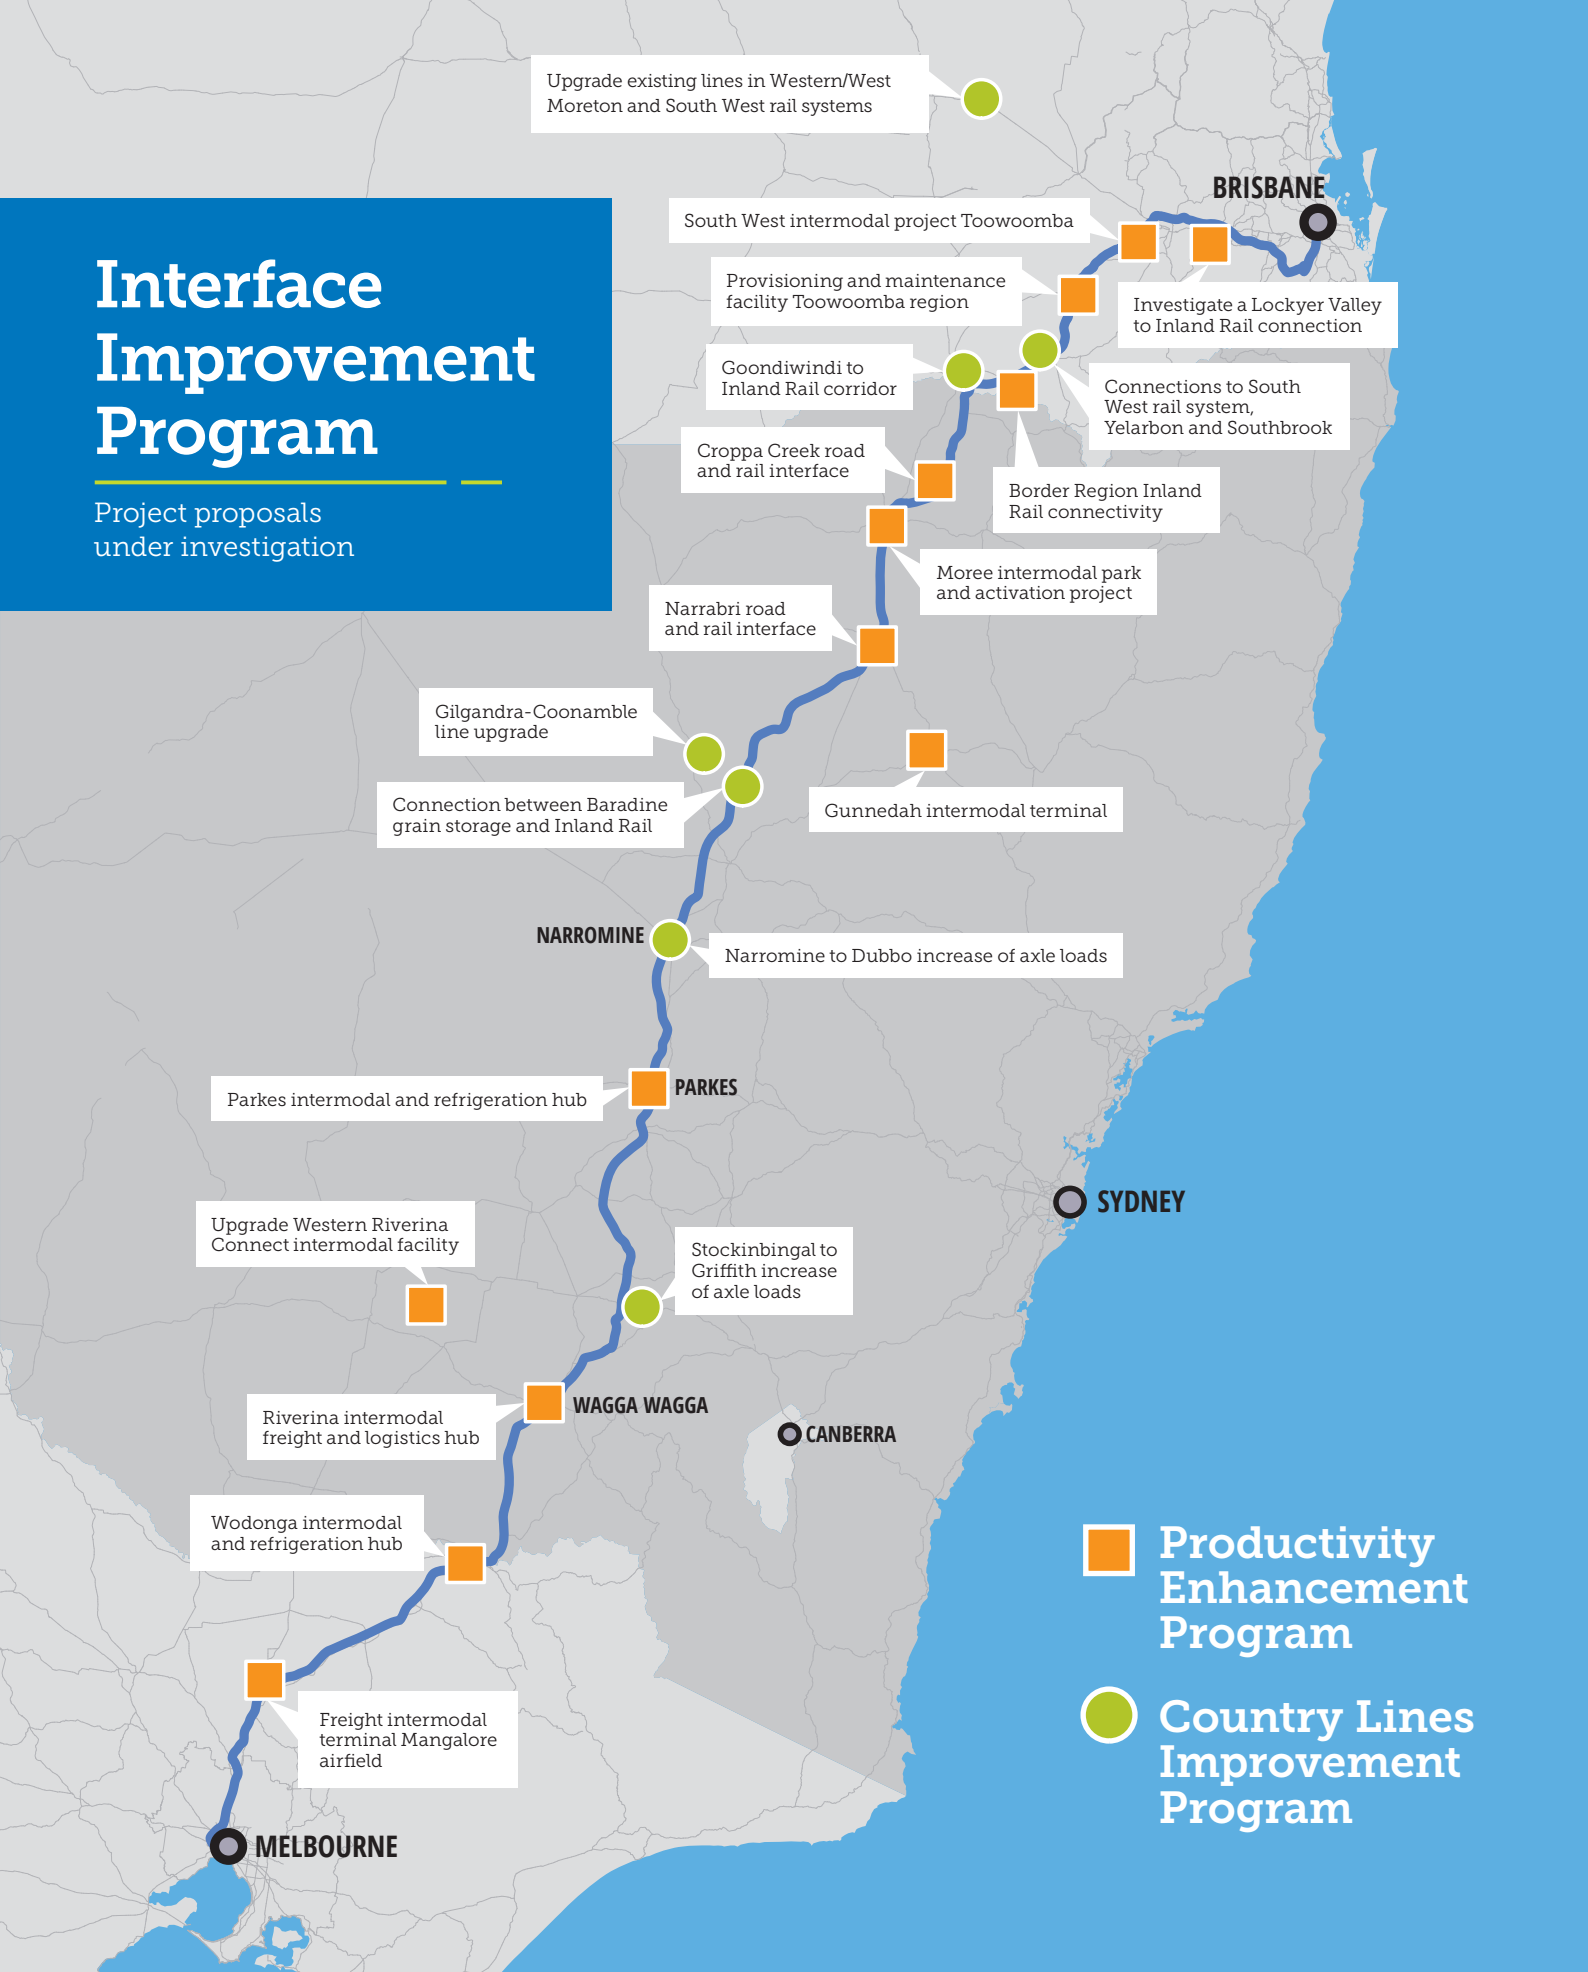 Upgrade existing lines in Western/West
Moreton and South West rail systems
BRISBANE
South West intermodal project Toowoomba
Interface
Improvement
Program
Project proposals
under investigation
Provisioning and maintenance
facility Toowoomba region
Investigate a Lockyer Valley
to Inland Rail connection
Goondiwindi to
Inland Rail corridor
Connections to South
West rail system,
Yelarbon and Southbrook
Croppa Creek road
and rail interface
Border Region Inland
Rail connectivity
Moree intermodal park
and activation project
Narrabri road
and rail interface
Gilgandra-Coonamble
line upgrade
Connection between Baradine
grain storage and Inland Rail
Gunnedah intermodal terminal
NARROMINE
Narromine to Dubbo increase of axle loads
Parkes intermodal and refrigeration hub
PARKES
SYDNEY
Upgrade Western Riverina
Connect intermodal facility
Stockinbingal to
Griffith increase
of axle loads
Riverina intermodal
freight and logistics hub
WAGGA WAGGA
CANBERRA
Wodonga intermodal
and refrigeration hub
Freight intermodal
terminal Mangalore
airfield
MELBOURNE
Productivity
Enhancement
Program
Country Lines
Improvement
Program